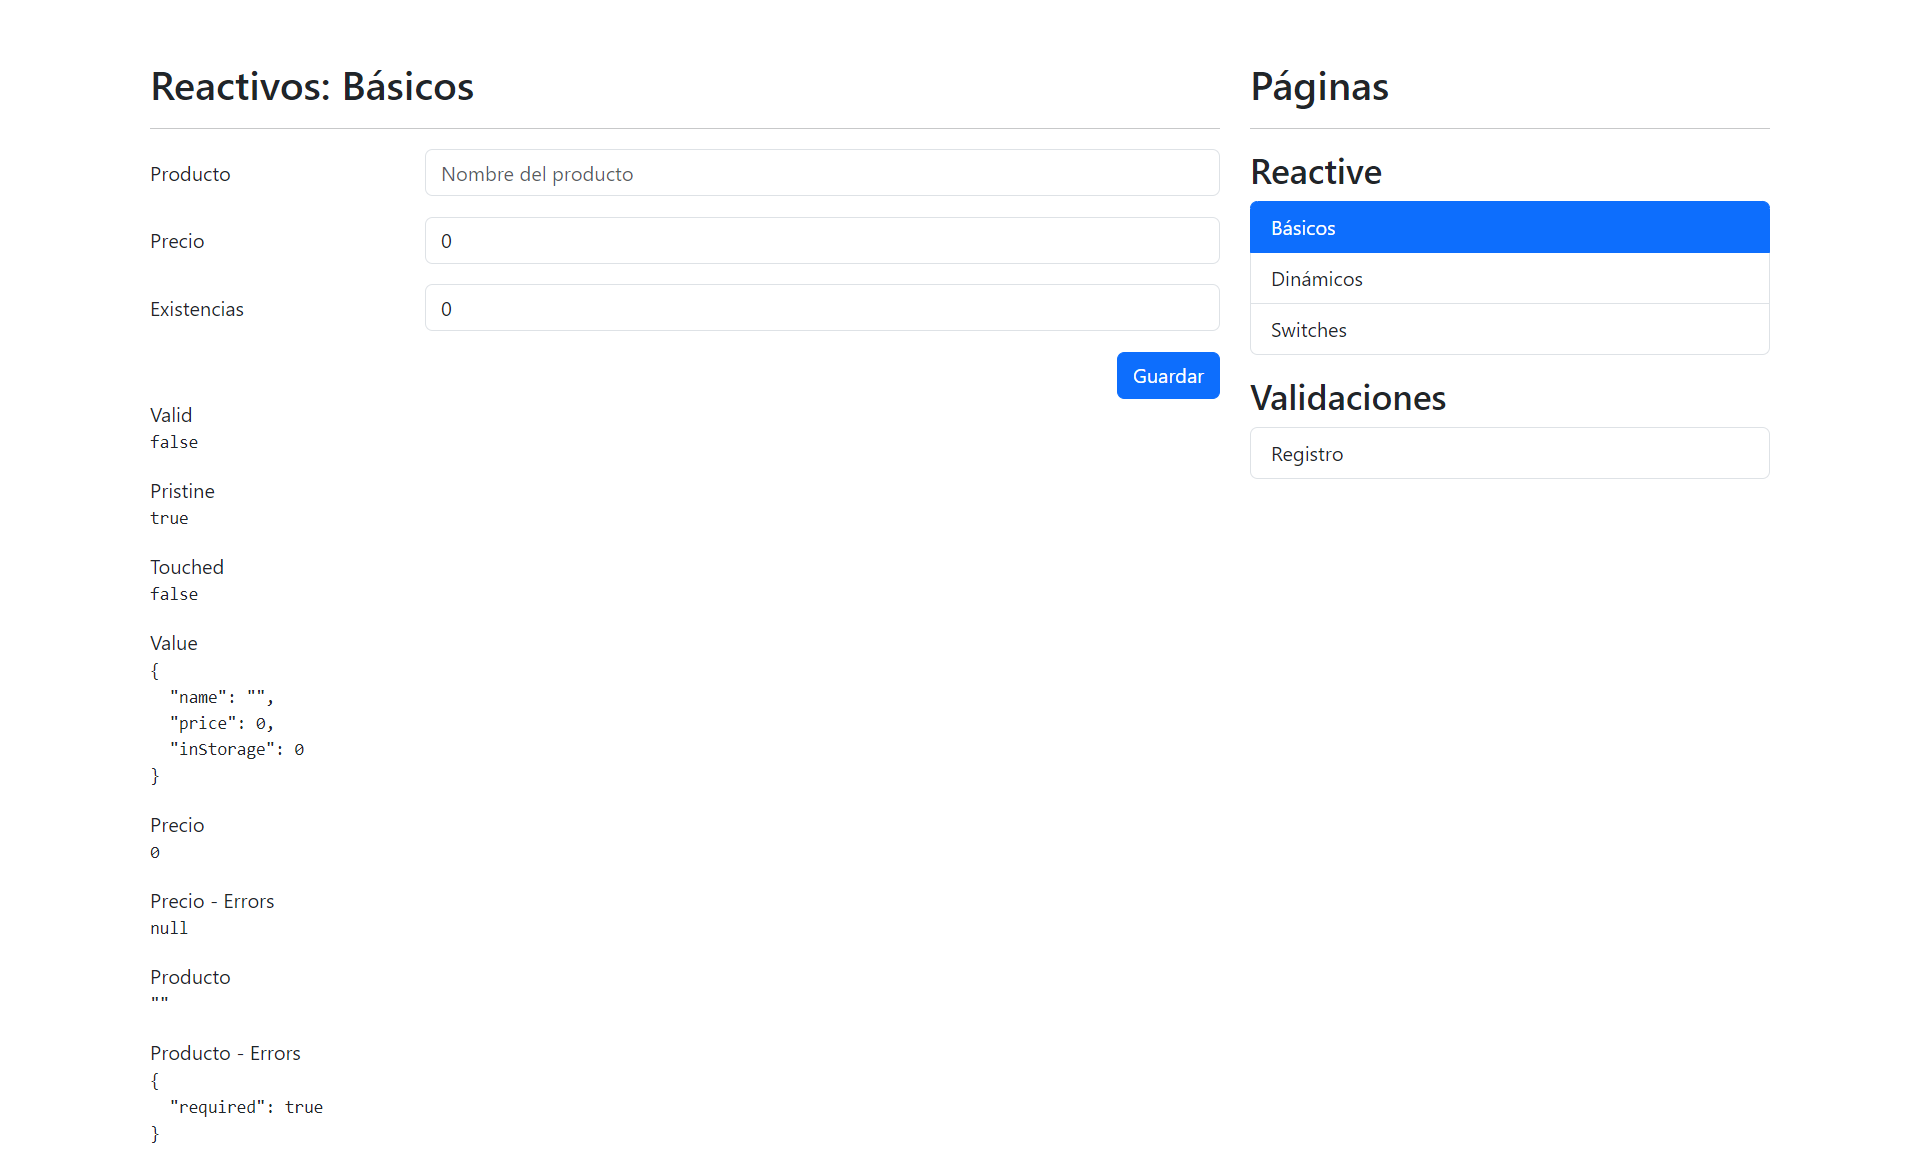 Reactivos: Básicos
Producto
Nombre del producto
Precio
0
Existencias
0
Guardar
Valid
false
Pristine
true
Touched
false
Value
{
  "name": "",
  "price": 0,
  "inStorage": 0
}
Precio
0
Precio - Errors
null
Producto
""
Producto - Errors
{
  "required": true
}
Páginas
Reactive
Básicos
Dinámicos
Switches
Validaciones
Registro